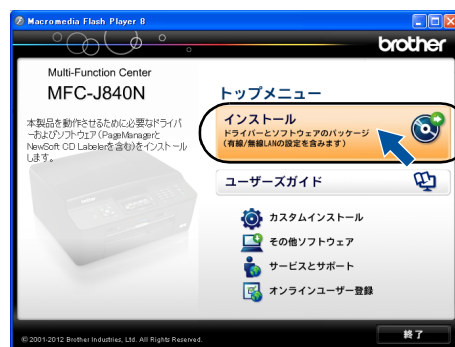 Macromedia Flash Player 8
brother
Multi-Function Center
MFC-J840N
本製品を動作させるために必要なドライバ
ーおよびソフトウェア(PageManagerと
NewSoft CD Labelerを含む)をインストール
します。
トップメニュー
インストール
ドライバーとソフトウェアのパッケージ
(有線/無線LANの設定を含みます)
ユーザーズガイド
カスタムインストール
その他ソフトウェア
サービスとサポート
オンラインユーザー登録
© 2001-2012 Brother Industries, Ltd. All Rights Reserved.
終了